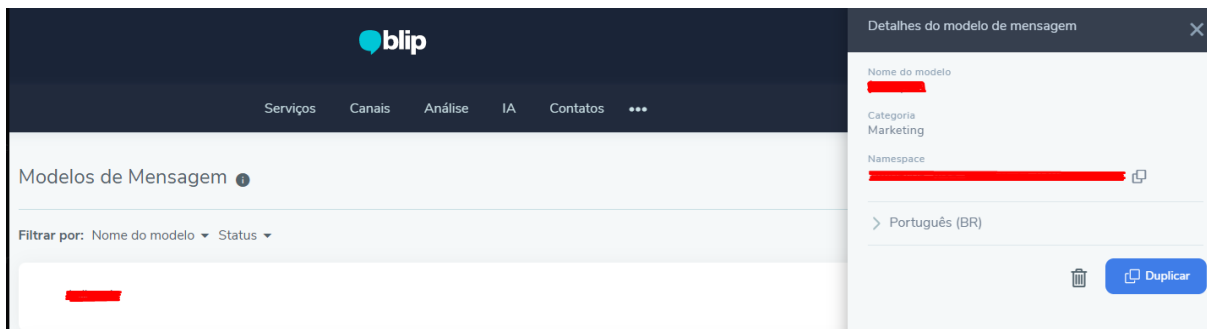 blip
Serviços Canais Análise IA Contatos •••
Modelos de Mensagem
Filtrar por: Nome do modelo Status
Detalhes do modelo de mensagem
Nome do modelo
Categoria
Marketing
Namespace
Português (BR)
Duplicar